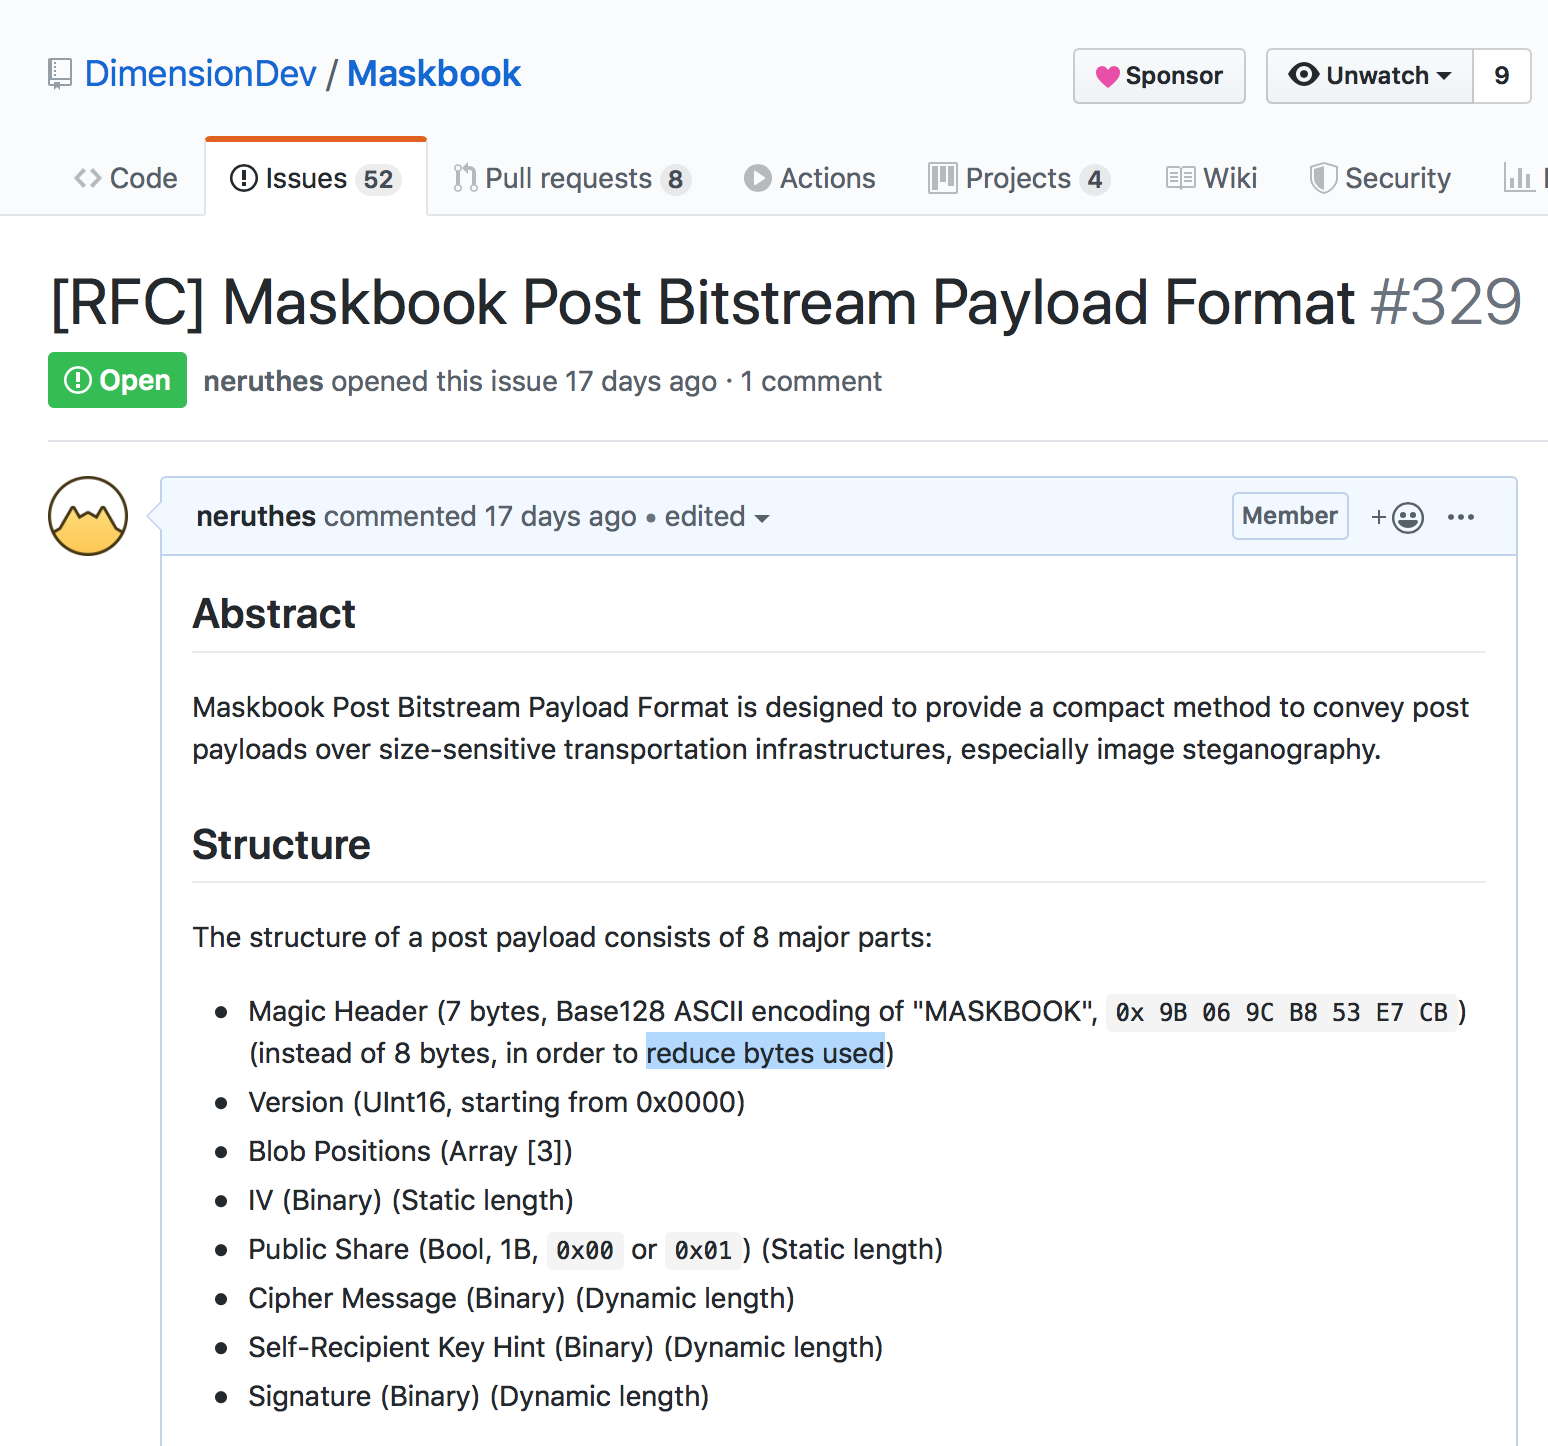 DimensionDev / Maskbook
Sponsor
Unwatch
9
Code
Issues 52
Pull requests 8
Actions
Projects 4
Wiki
Security
[RFC] Maskbook Post Bitstream Payload Format #329
Open
neruthes opened this issue 17 days ago · 1 comment
neruthes commented 17 days ago • edited
Member
Abstract
Maskbook Post Bitstream Payload Format is designed to provide a compact method to convey post
payloads over size-sensitive transportation infrastructures, especially image steganography.
Structure
The structure of a post payload consists of 8 major parts:
• Magic Header (7 bytes, Base128 ASCII encoding of "MASKBOOK", 0x 9B 06 9C B8 53 E7 CB )
(instead of 8 bytes, in order to reduce bytes used)
• Version (UInt16, starting from 0x0000)
• Blob Positions (Array [3])
• IV (Binary) (Static length)
• Public Share (Bool, 1B, 0x00 or 0x01 ) (Static length)
• Cipher Message (Binary) (Dynamic length)
• Self-Recipient Key Hint (Binary) (Dynamic length)
• Signature (Binary) (Dynamic length)